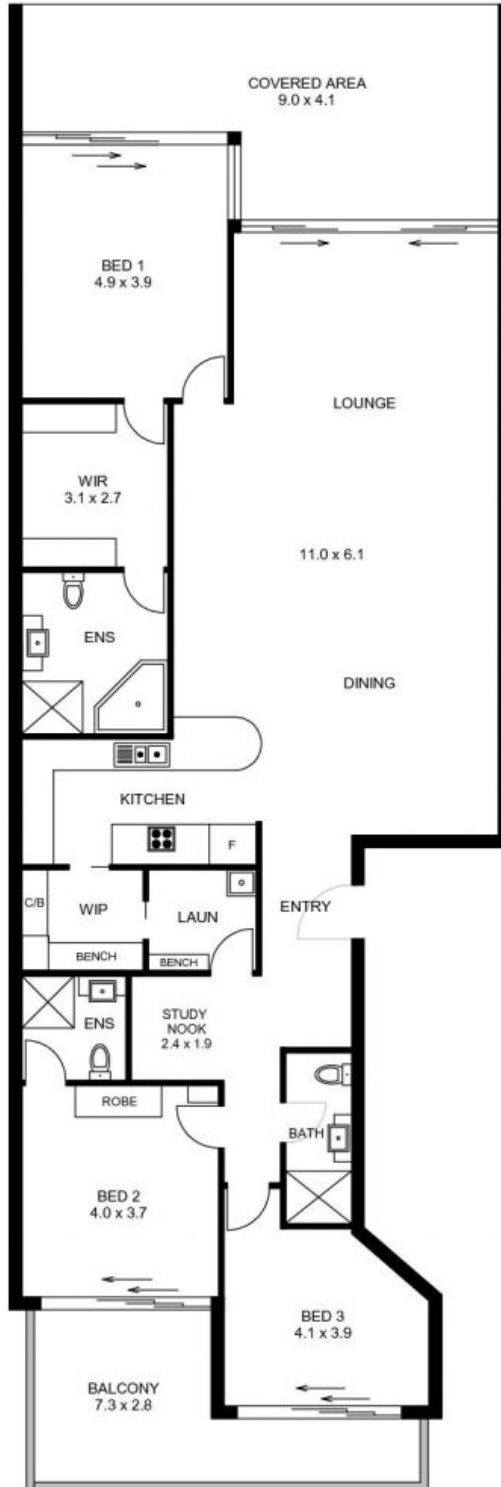 COVERED AREA
9.0 x 4.1
BED 1
4.9 x 3.9
LOUNGE
WIR
3.1 x 2.7
11.0 x 6.1
ENS
DINING
KITCHEN
F
C/B
WIP
LAUN
ENTRY
BENCH
BENCH
ENS
STUDY
NOOK
2.4 x 1.9
ROBE
BATH
BED 2
4.0 x 3.7
BED 3
4.1 x 3.9
BALCONY
7.3 x 2.8